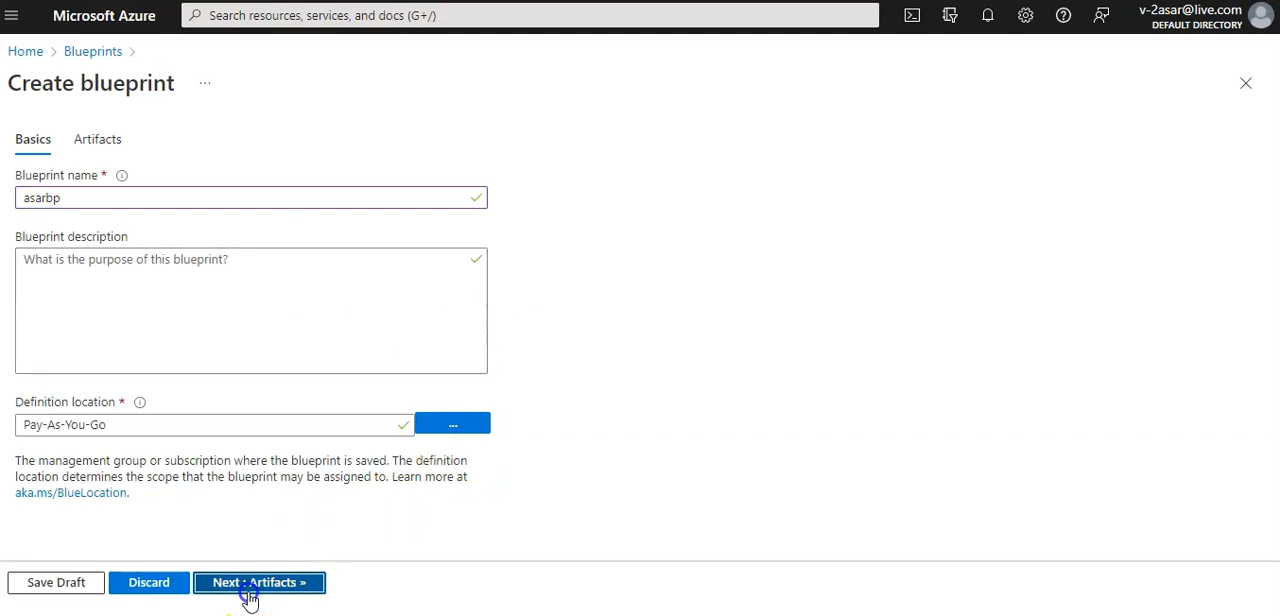 Microsoft Azure
Search resources, services, and docs (G+/)
v-2asar@live.com
DEFAULT DIRECTORY
Home > Blueprints >
Create blueprint ...
Basics Artifacts
Blueprint name *
asarbp
Blueprint description
What is the purpose of this blueprint?
Definition location *
Pay-As-You-Go
...
The management group or subscription where the blueprint is saved. The definition
location determines the scope that the blueprint may be assigned to. Learn more at
aka.ms/BlueLocation.
Save Draft Discard Next : Artifacts »